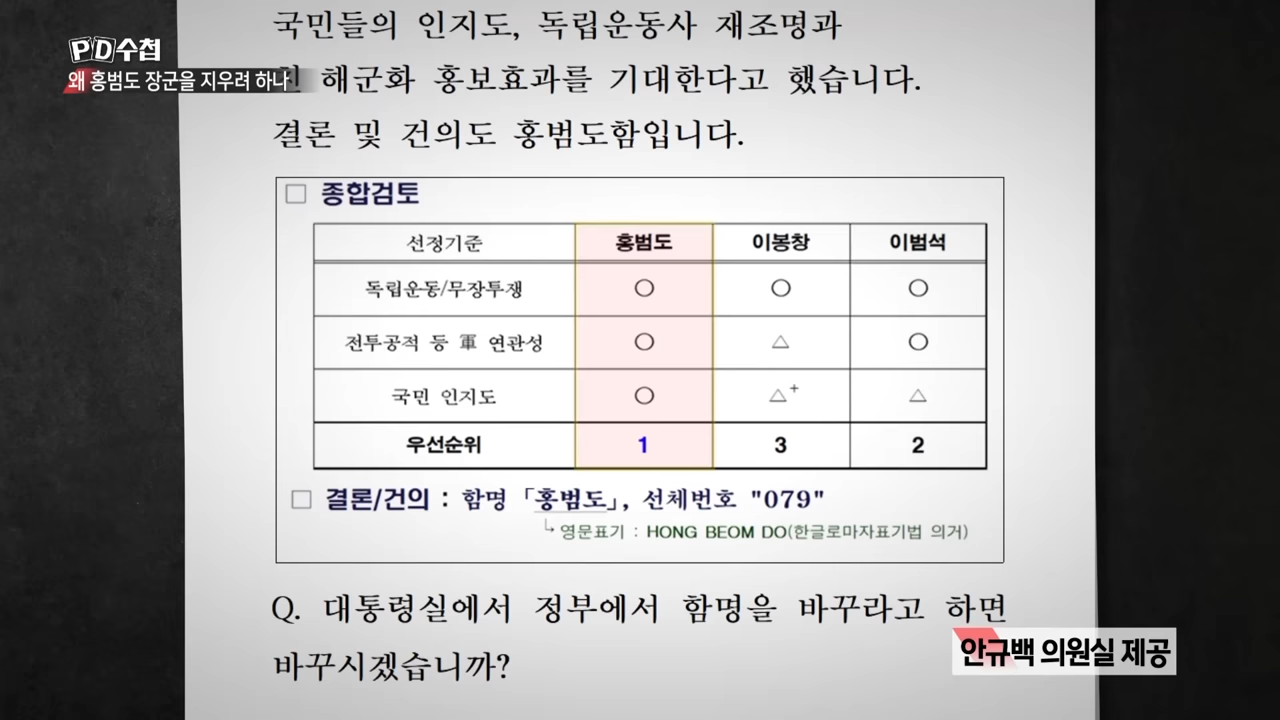 PD수첩
왜 홍범도 장군을 지우려 하나
국민들의 인지도, 독립운동사 재조명과
해군화 홍보효과를 기대한다고 했습니다.
결론 및 건의도 홍범도함입니다.
□ 종합검토
선정기준 홍범도 이봉창 이범석
독립운동/무장투쟁 ○ ○ ○
전투공적 등 軍 연관성 ○ △ ○
국민 인지도 ○ △+ △
우선순위 1 3 2
□ 결론/건의 : 함명 「홍범도」, 선체번호 "079"
↳ 영문표기 : HONG BEOM DO(한글로마자표기법 의거)
Q. 대통령실에서 정부에서 함명을 바꾸라고 하면
바꾸시겠습니까?
안규백 의원실 제공